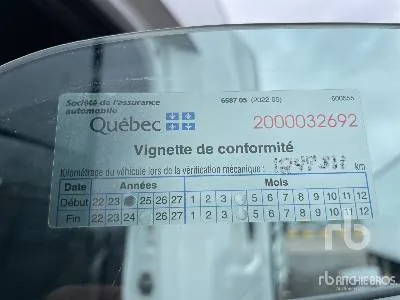 Société de l'assurance
automobile
6587 05 (2022-05)
Québec
2000032692
Vignette de conformité
Kilométrage du véhicule lors de la vérification mécanique : km
Date Années Mois
Début 22 23 25 26 27 1 2 3 5 6 7 8 9 10 11 12
Fin 22 23 24 26 27 1 2 3 5 6 7 8 9 10 11 12
rb
RITCHIE BROS.